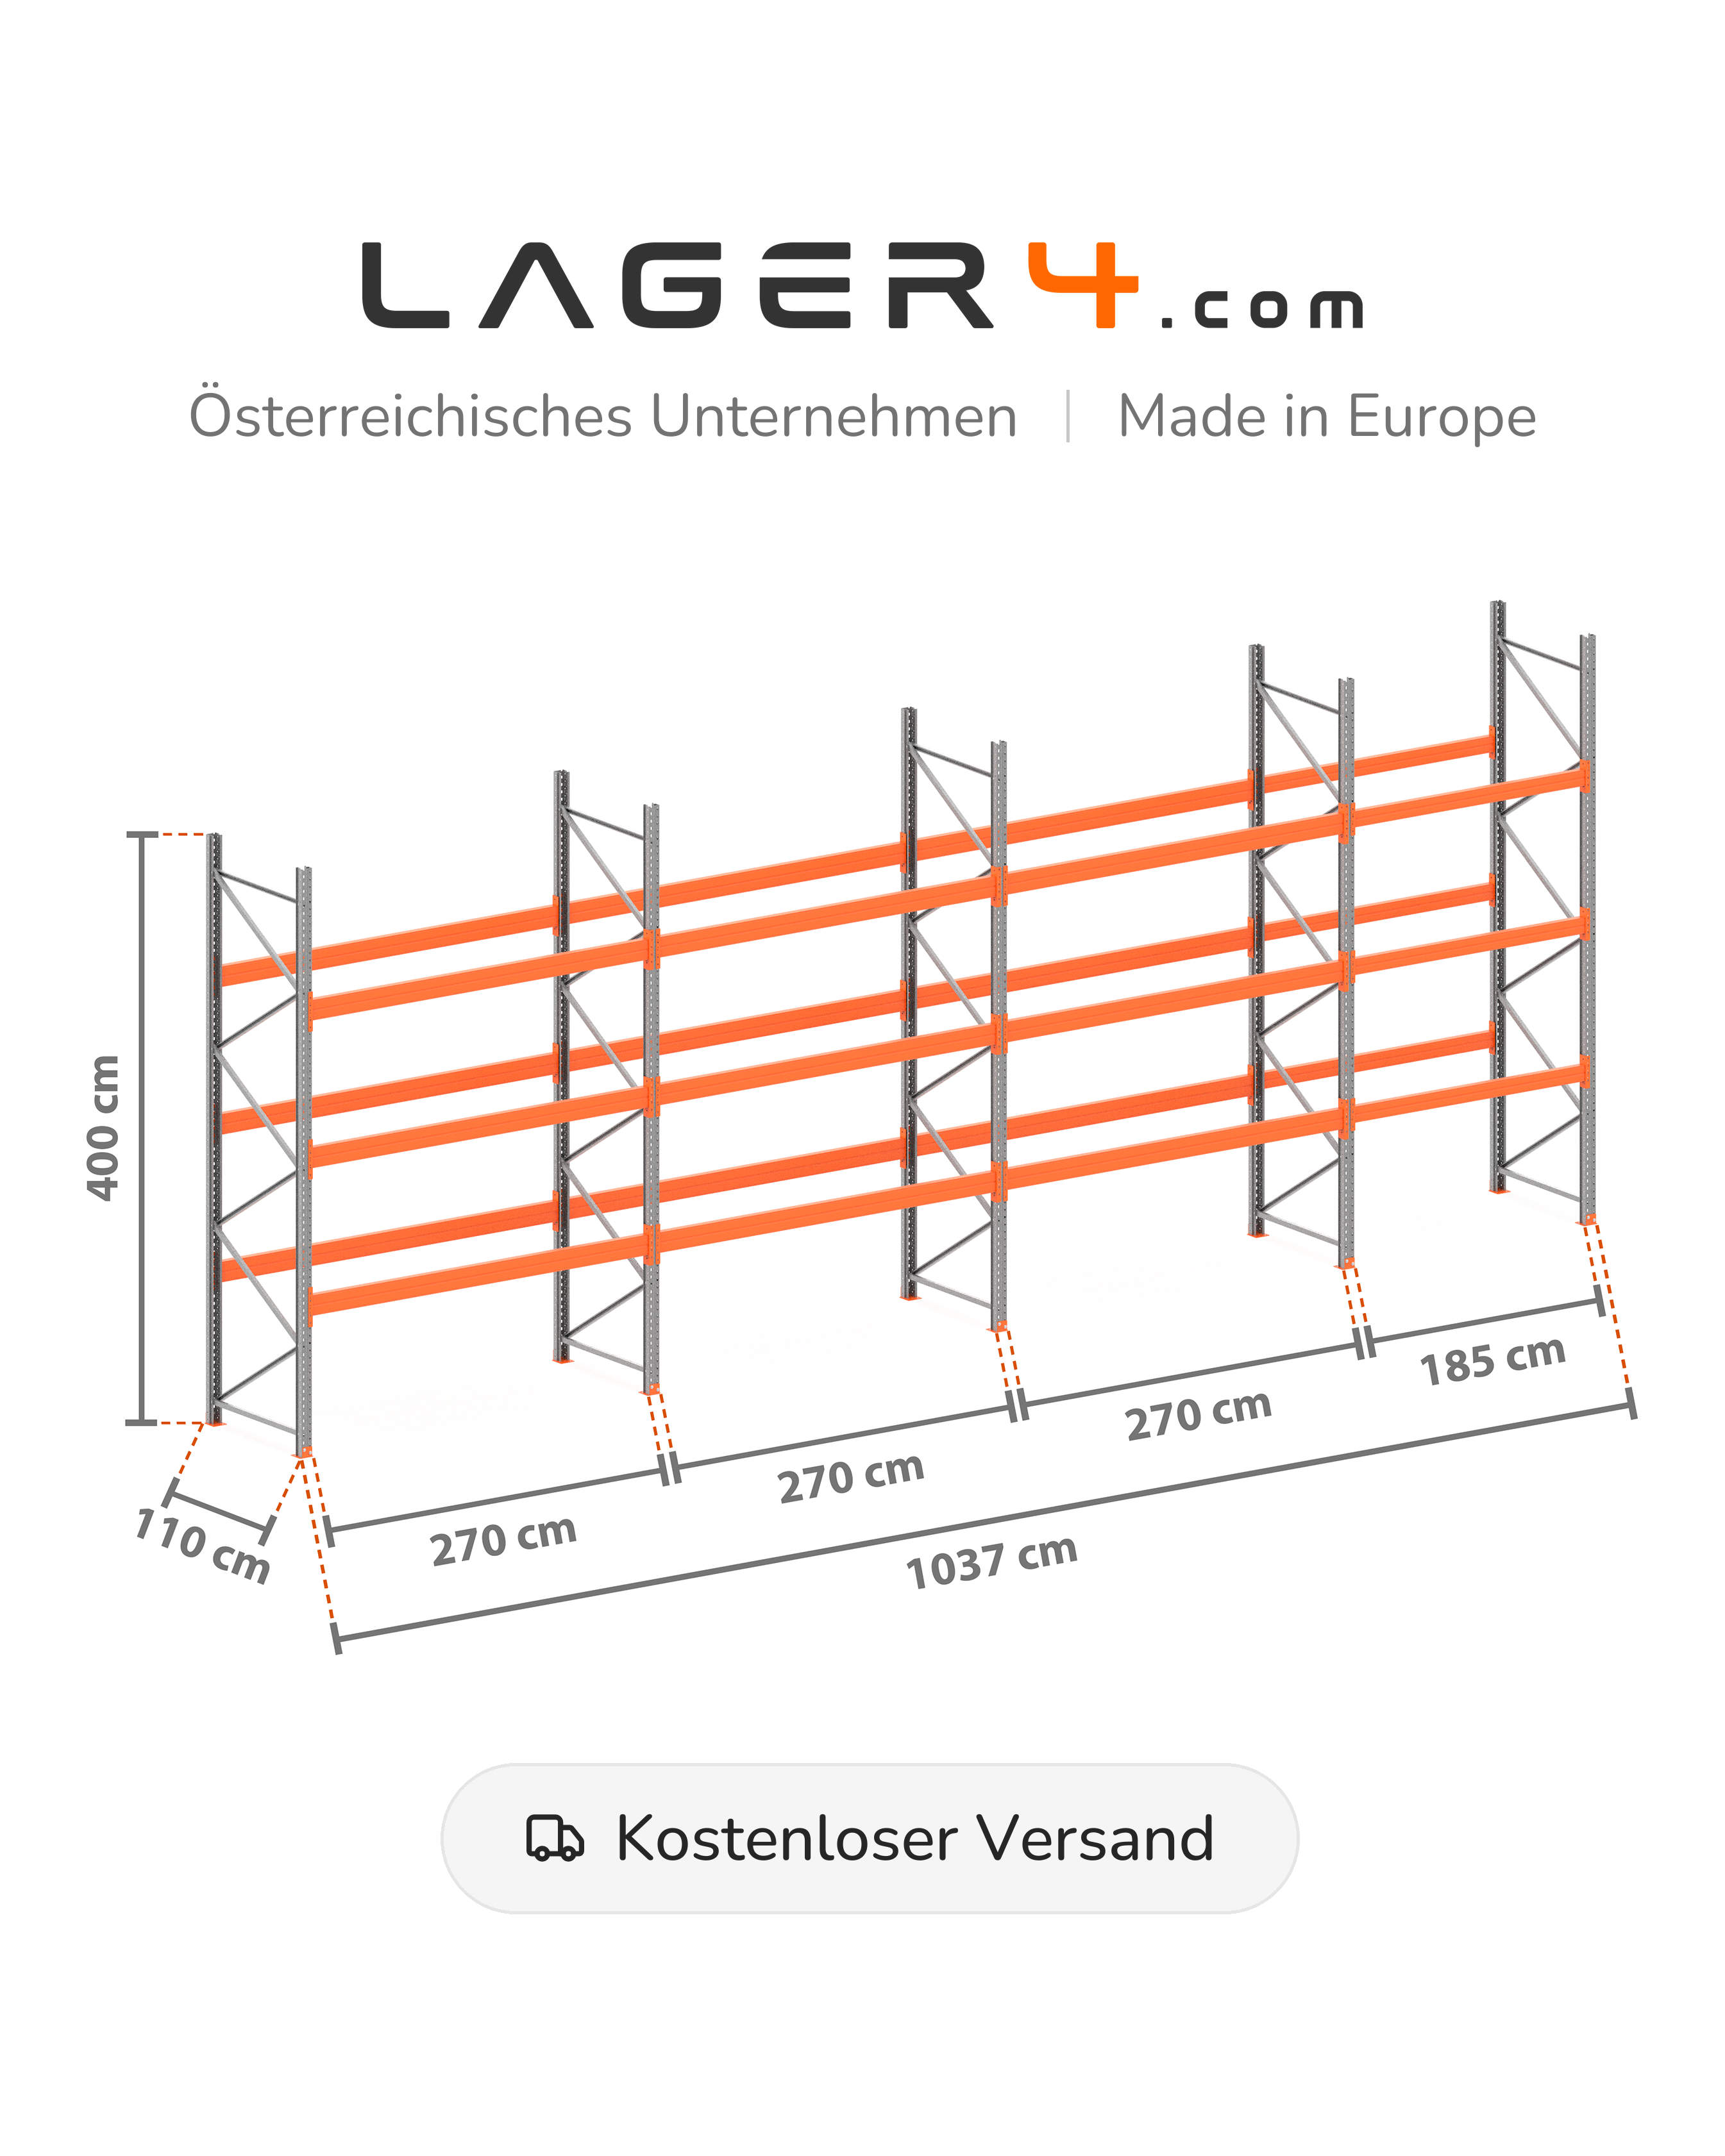 LAGER4.com
Österreichisches Unternehmen | Made in Europe
400 cm
110 cm
270 cm
270 cm
270 cm
185 cm
1037 cm
Kostenloser Versand